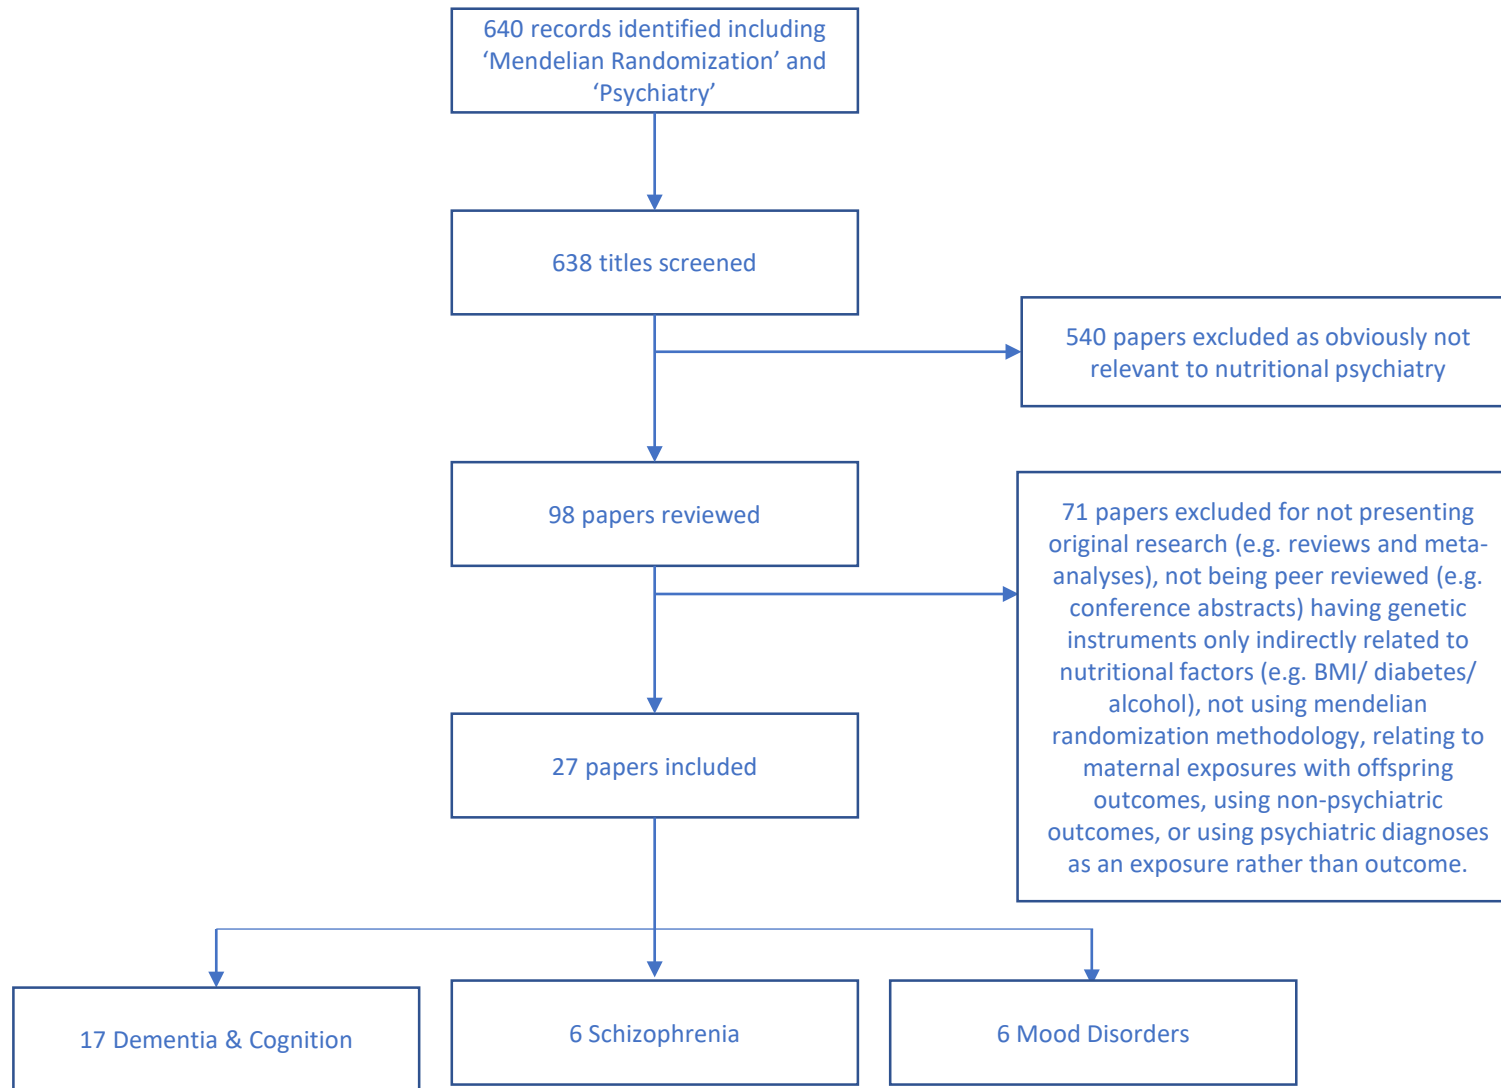 640 records identified including
‘Mendelian Randomization’ and
‘Psychiatry’
638 titles screened
540 papers excluded as obviously not
relevant to nutritional psychiatry
98 papers reviewed
71 papers excluded for not presenting
original research (e.g. reviews and meta-
analyses), not being peer reviewed (e.g.
conference abstracts) having genetic
instruments only indirectly related to
nutritional factors (e.g. BMI/ diabetes/
alcohol), not using mendelian
randomization methodology, relating to
maternal exposures with offspring
outcomes, using non-psychiatric
outcomes, or using psychiatric diagnoses
as an exposure rather than outcome.
27 papers included
17 Dementia & Cognition
6 Schizophrenia
6 Mood Disorders